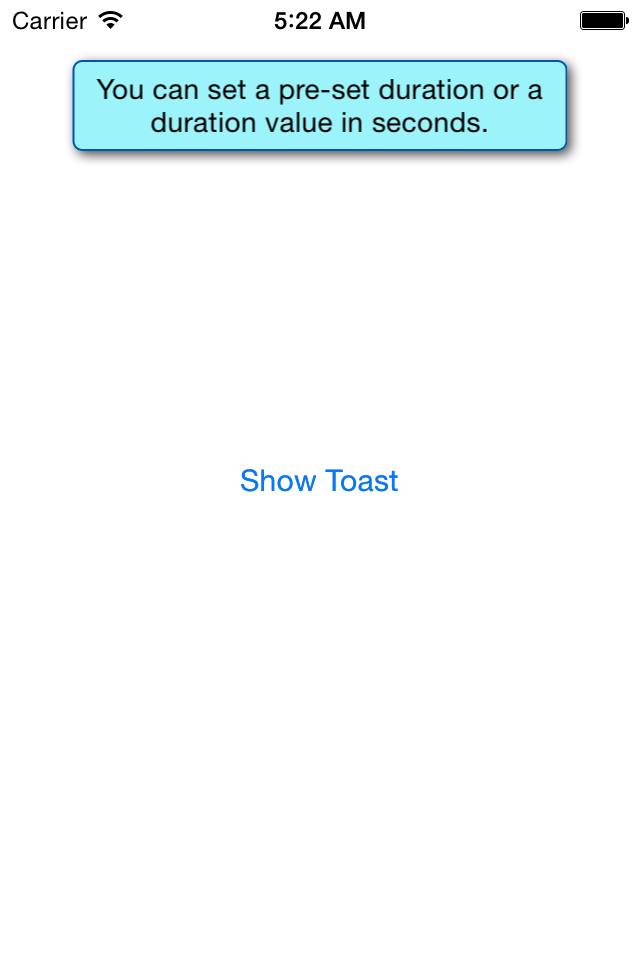 Carrier 5:22 AM
You can set a pre-set duration or a
duration value in seconds.
Show Toast